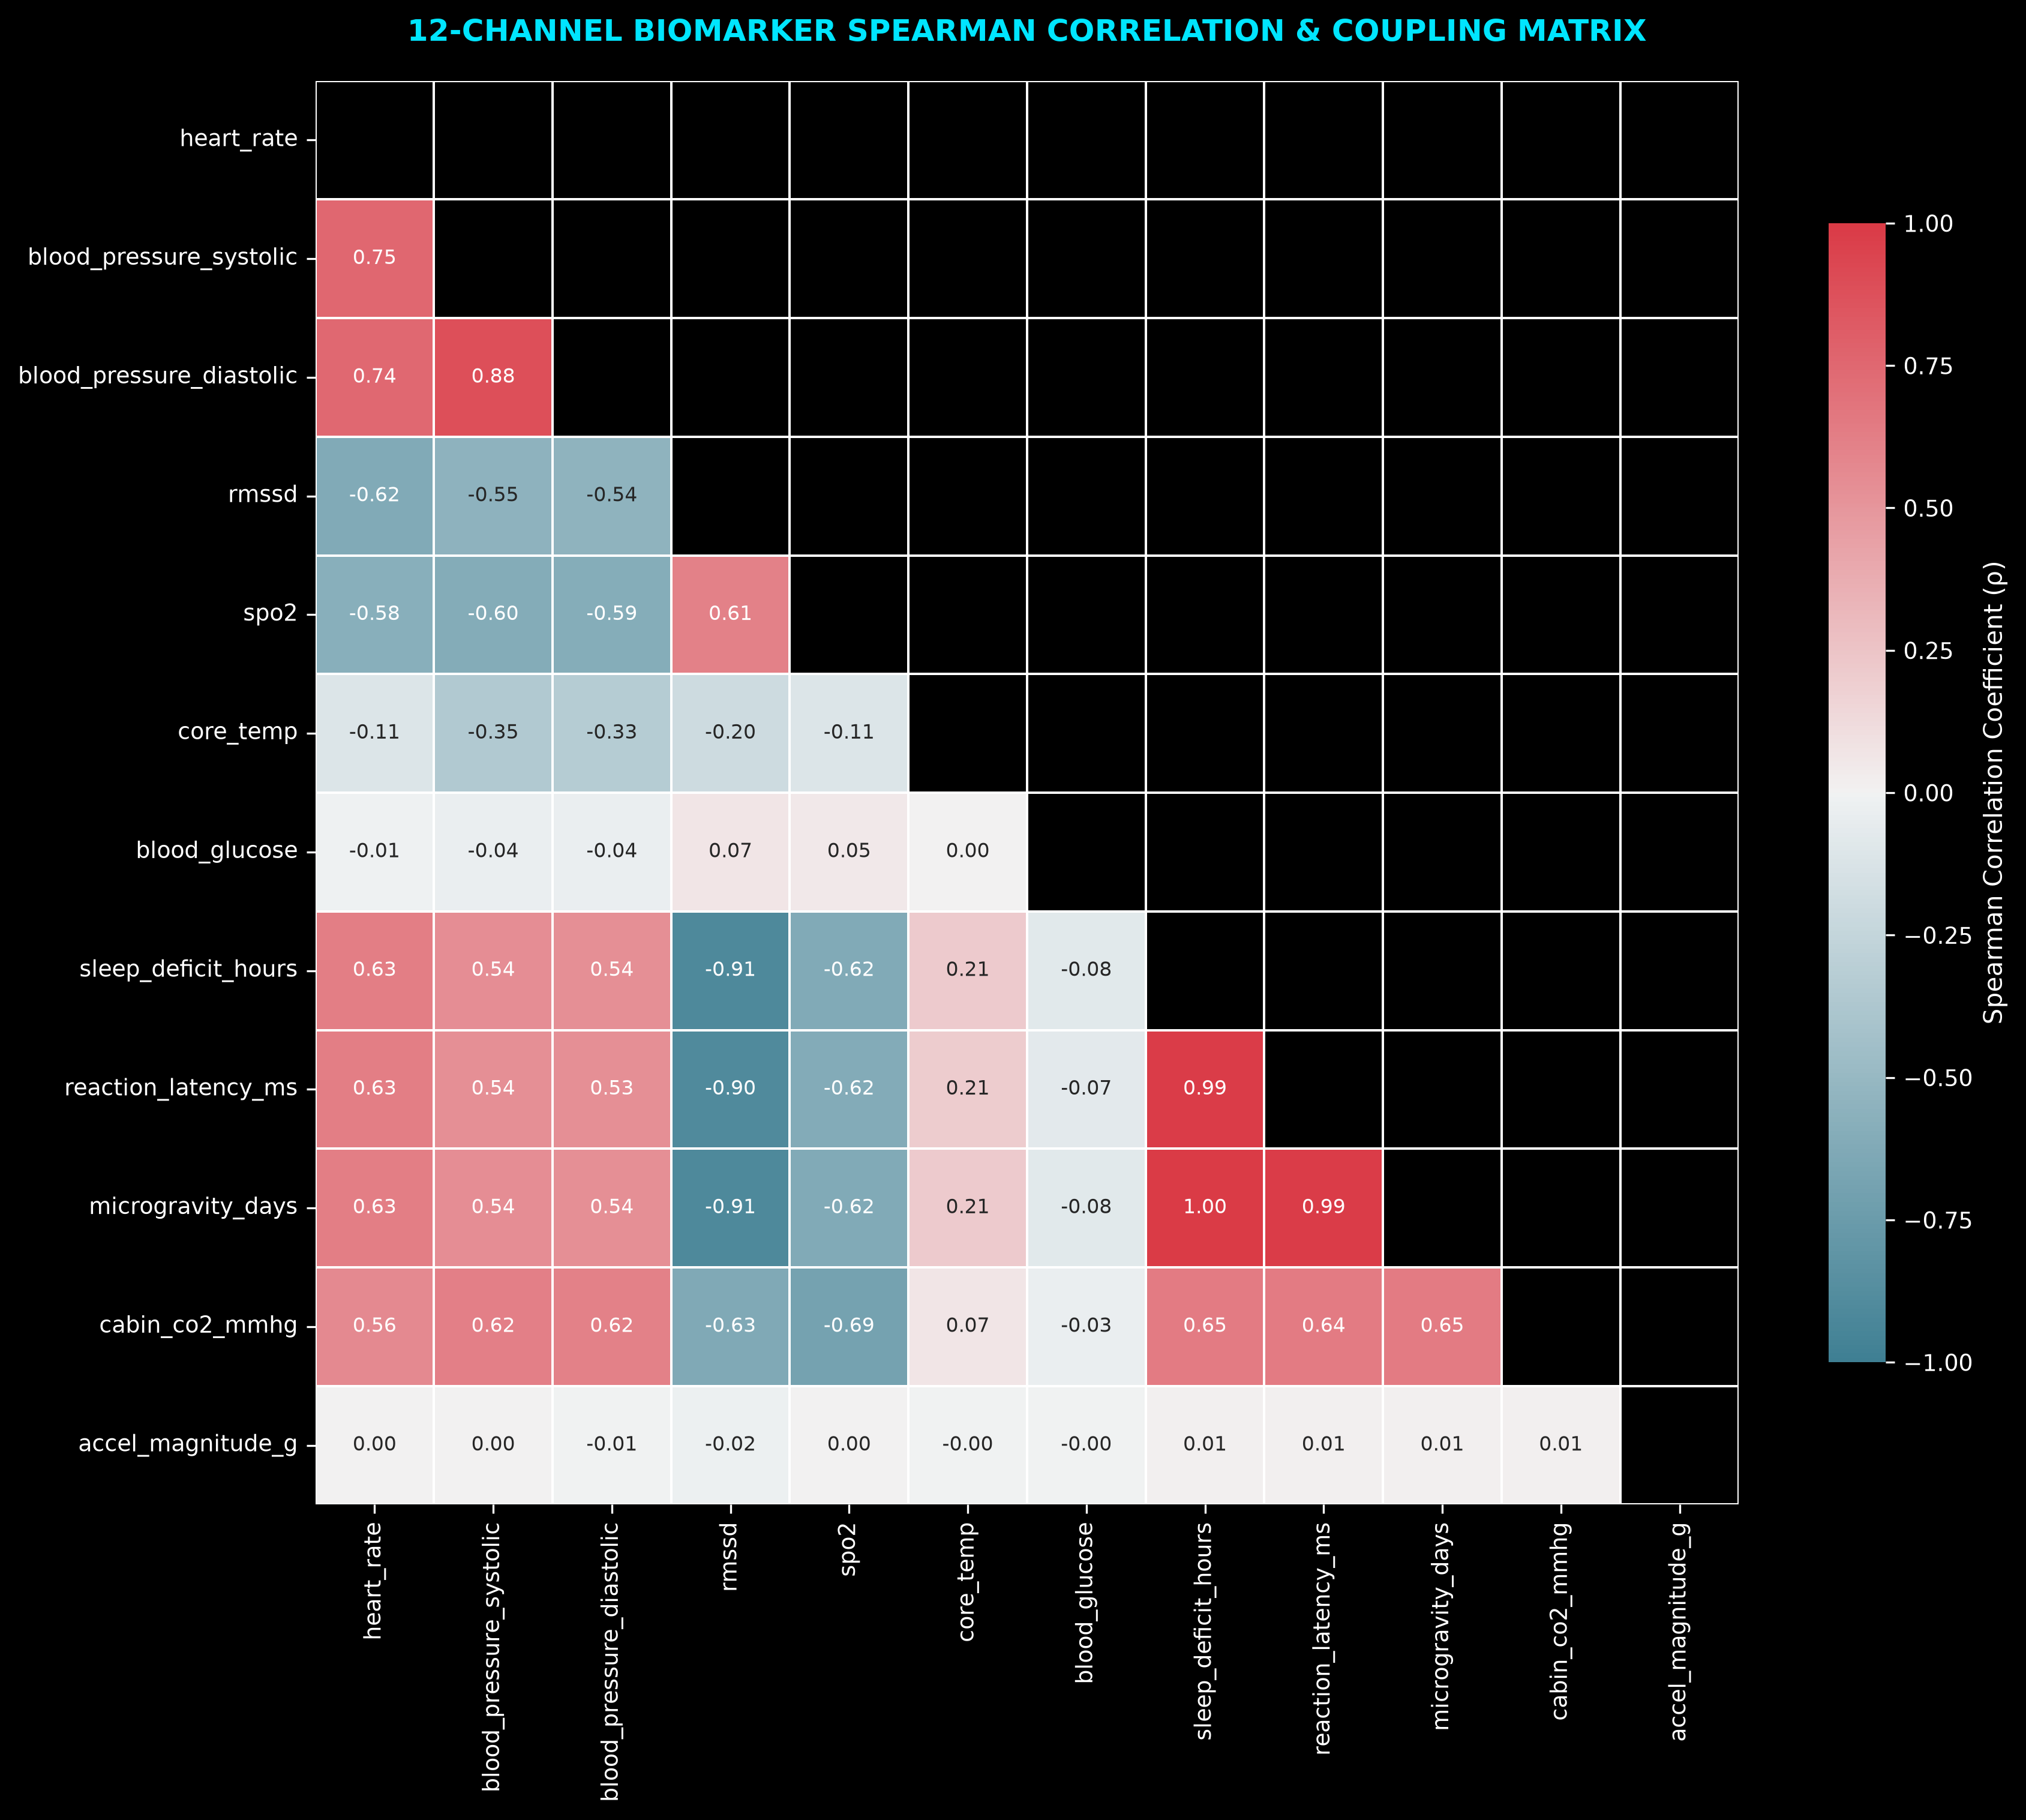 12-CHANNEL BIOMARKER SPEARMAN CORRELATION & COUPLING MATRIX
heart_rate
blood_pressure_systolic 0.75
blood_pressure_diastolic 0.74 0.88
rmssd -0.62 -0.55 -0.54
spo2 -0.58 -0.60 -0.59 0.61
core_temp -0.11 -0.35 -0.33 -0.20 -0.11
blood_glucose -0.01 -0.04 -0.04 0.07 0.05 0.00
sleep_deficit_hours 0.63 0.54 0.54 -0.91 -0.62 0.21 -0.08
reaction_latency_ms 0.63 0.54 0.53 -0.90 -0.62 0.21 -0.07 0.99
microgravity_days 0.63 0.54 0.54 -0.91 -0.62 0.21 -0.08 1.00 0.99
cabin_co2_mmhg 0.56 0.62 0.62 -0.63 -0.69 0.07 -0.03 0.65 0.64 0.65
accel_magnitude_g 0.00 0.00 -0.01 -0.02 0.00 -0.00 -0.00 0.01 0.01 0.01 0.01
heart_rate
blood_pressure_systolic
blood_pressure_diastolic
rmssd
spo2
core_temp
blood_glucose
sleep_deficit_hours
reaction_latency_ms
microgravity_days
cabin_co2_mmhg
accel_magnitude_g
1.00
0.75
0.50
0.25
0.00
−0.25
−0.50
−0.75
−1.00
Spearman Correlation Coefficient (ρ)